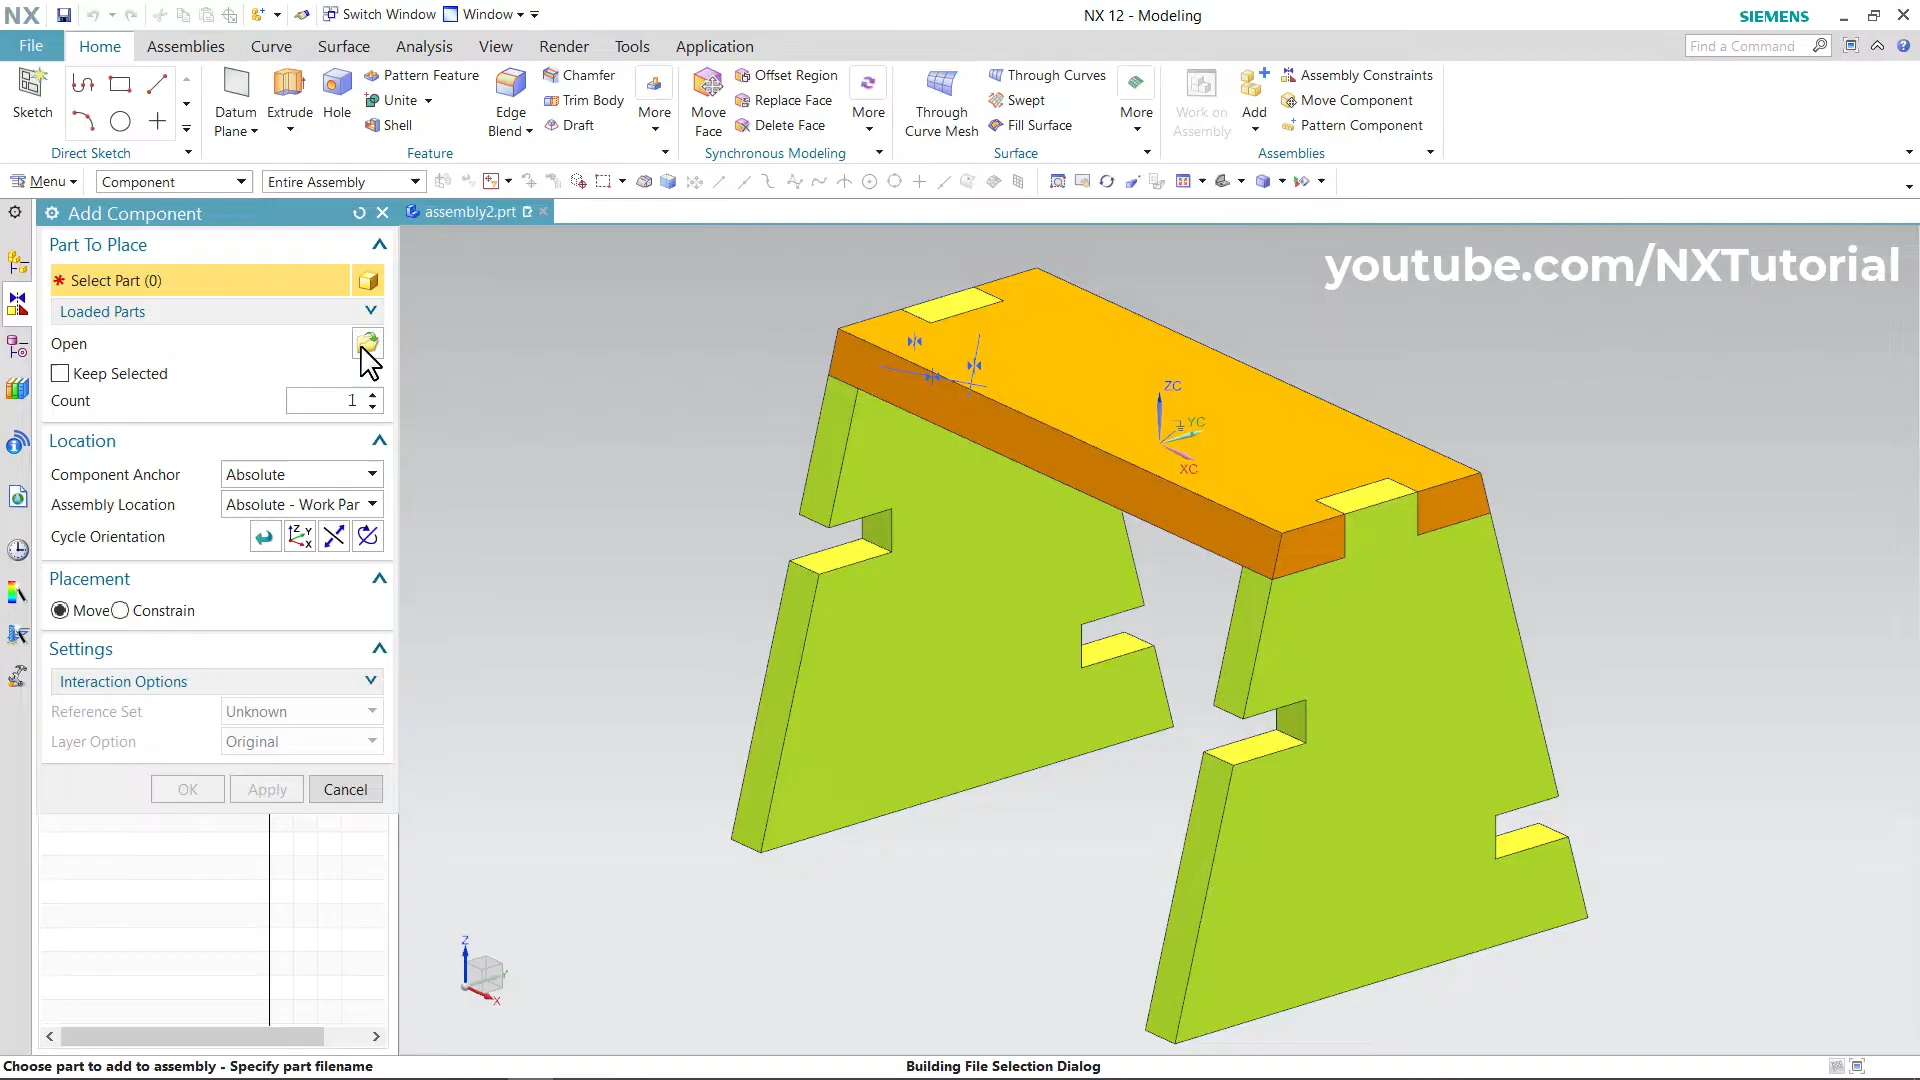 NX
Switch Window
Window
NX 12 - Modeling
SIEMENS
File
Home
Assemblies
Curve
Surface
Analysis
View
Render
Tools
Application
Find a Command
Sketch
Direct Sketch
Datum
Plane
Extrude
Hole
Pattern Feature
Unite
Shell
Edge
Blend
Chamfer
Trim Body
Draft
More
Feature
Move
Face
Offset Region
Replace Face
Delete Face
More
Synchronous Modeling
Through
Curve Mesh
Through Curves
Swept
Fill Surface
More
Surface
Work on
Assembly
Add
Assembly Constraints
Move Component
Pattern Component
Assemblies
Menu
Component
Entire Assembly
Add Component
assembly2.prt
Part To Place
* Select Part (0)
Loaded Parts
Open
Keep Selected
Count
1
Location
Component Anchor
Absolute
Assembly Location
Absolute - Work Par
Cycle Orientation
Placement
Move
Constrain
Settings
Interaction Options
Reference Set
Unknown
Layer Option
Original
OK
Apply
Cancel
youtube.com/NXTutorial
ZC
YC
XC
Z
Y
X
Choose part to add to assembly - Specify part filename
Building File Selection Dialog